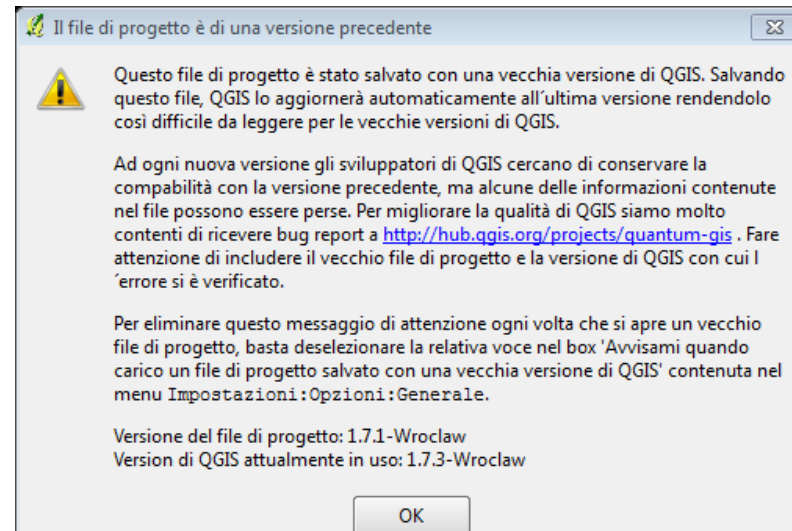 Il file di progetto è di una versione precedente
Questo file di progetto è stato salvato con una vecchia versione di QGIS. Salvando
questo file, QGIS lo aggiornerà automaticamente all´ultima versione rendendolo
così difficile da leggere per le vecchie versioni di QGIS.
Ad ogni nuova versione gli sviluppatori di QGIS cercano di conservare la
compabilità con la versione precedente, ma alcune delle informazioni contenute
nel file possono essere perse. Per migliorare la qualità di QGIS siamo molto
contenti di ricevere bug report a http://hub.qgis.org/projects/quantum-gis . Fare
attenzione di includere il vecchio file di progetto e la versione di QGIS con cui l
´errore si è verificato.
Per eliminare questo messaggio di attenzione ogni volta che si apre un vecchio
file di progetto, basta deselezionare la relativa voce nel box 'Avvisami quando
carico un file di progetto salvato con una vecchia versione di QGIS' contenuta nel
menu Impostazioni:Opzioni:Generale.
Versione del file di progetto: 1.7.1-Wroclaw
Version di QGIS attualmente in uso: 1.7.3-Wroclaw
OK